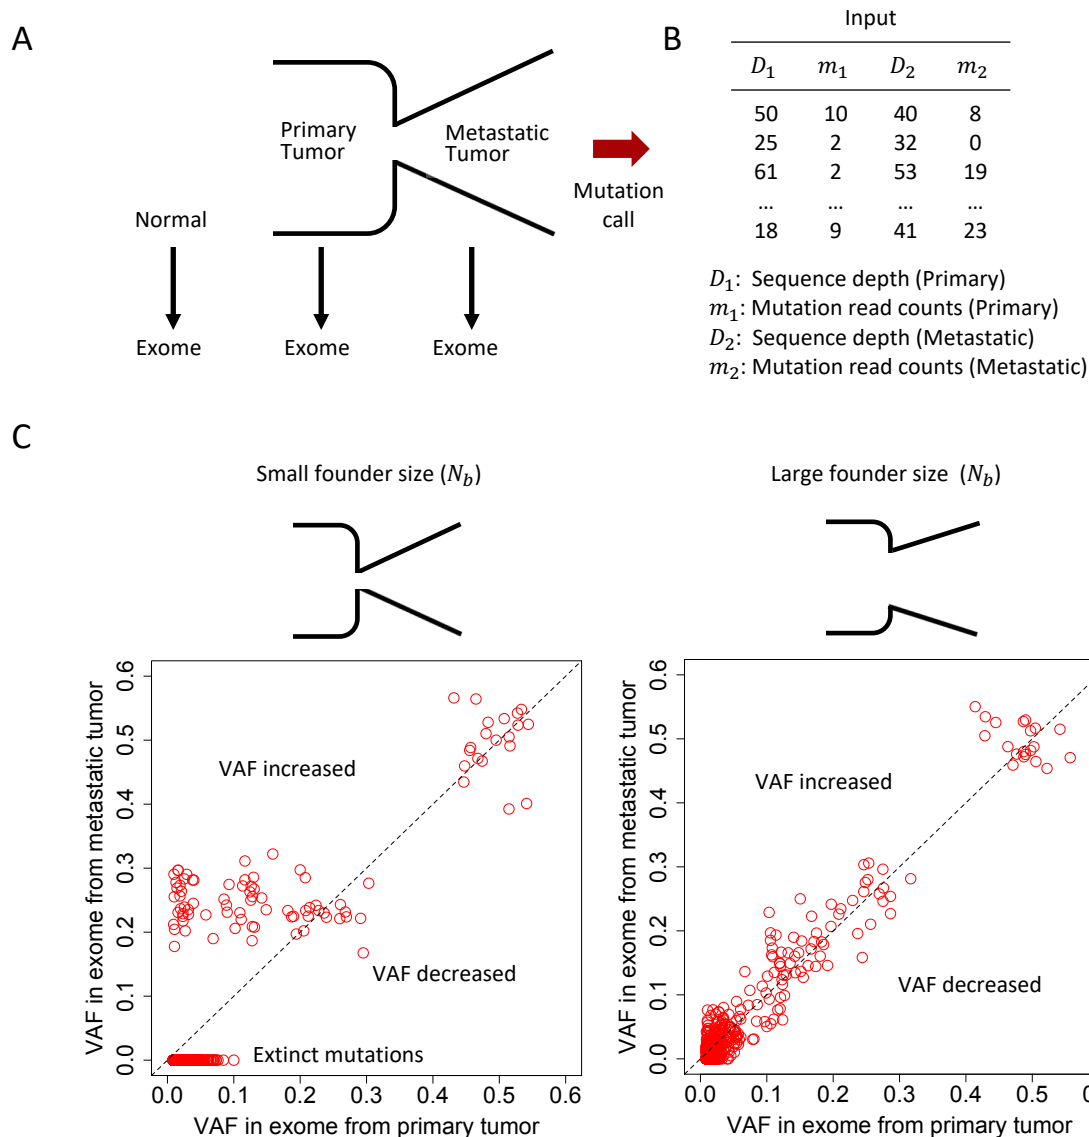 A
Primary
Tumor
Metastatic
Tumor
Mutation
call
Normal
Exome
Exome
Exome
B
Input
D₁ m₁ D₂ m₂
50 10 40 8
25 2 32 0
61 2 53 19
... ... ... ...
18 9 41 23
D₁: Sequence depth (Primary)
m₁: Mutation read counts (Primary)
D₂: Sequence depth (Metastatic)
m₂: Mutation read counts (Metastatic)
C
Small founder size (N_b)
VAF in exome from metastatic tumor
0.6
0.5
0.4
0.3
0.2
0.1
0.0
VAF increased
VAF decreased
Extinct mutations
0.0 0.1 0.2 0.3 0.4 0.5 0.6
VAF in exome from primary tumor
Large founder size (N_b)
VAF in exome from metastatic tumor
0.6
0.5
0.4
0.3
0.2
0.1
0.0
VAF increased
VAF decreased
0.0 0.1 0.2 0.3 0.4 0.5
VAF in exome from primary tumor